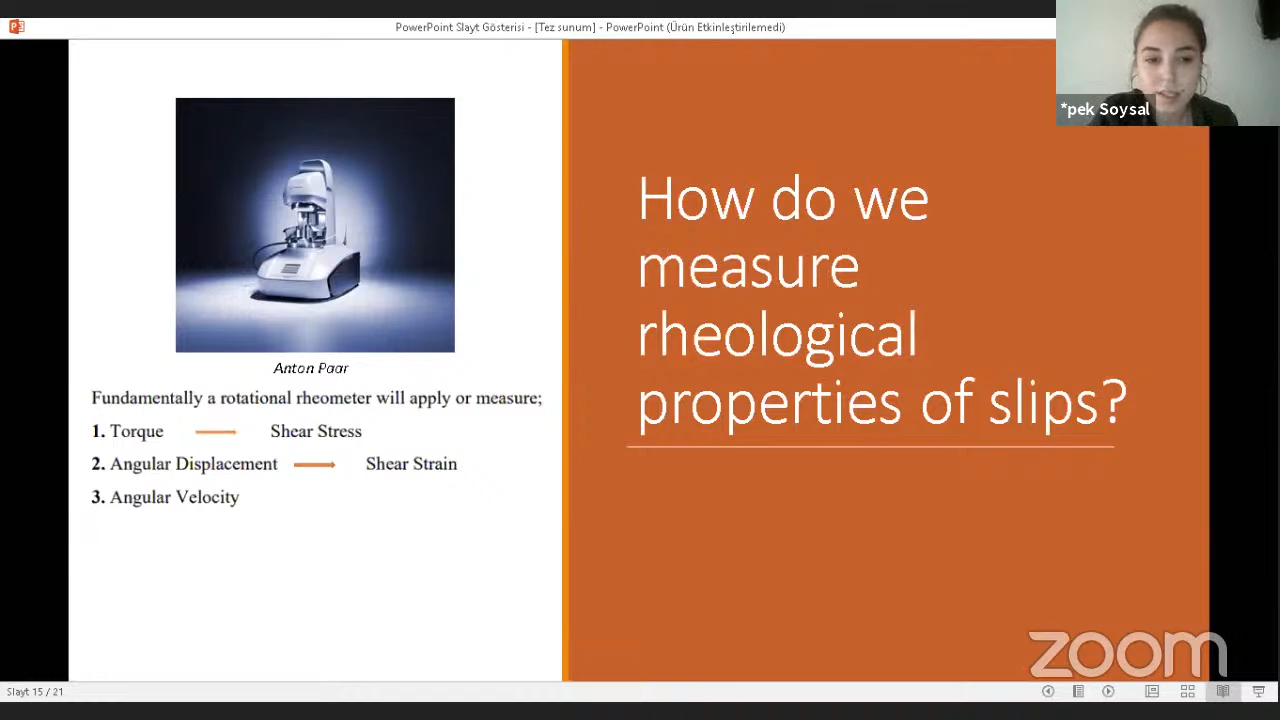 PowerPoint Slayt Gösterisi - [Tez sunum] - PowerPoint (Ürün Etkinleştirilemedi)
*pek Soysal
How do we
measure
rheological
properties of slips?
Anton Paar
Fundamentally a rotational rheometer will apply or measure;
1. Torque Shear Stress
2. Angular Displacement Shear Strain
3. Angular Velocity
zoom
Slayt 15 / 21